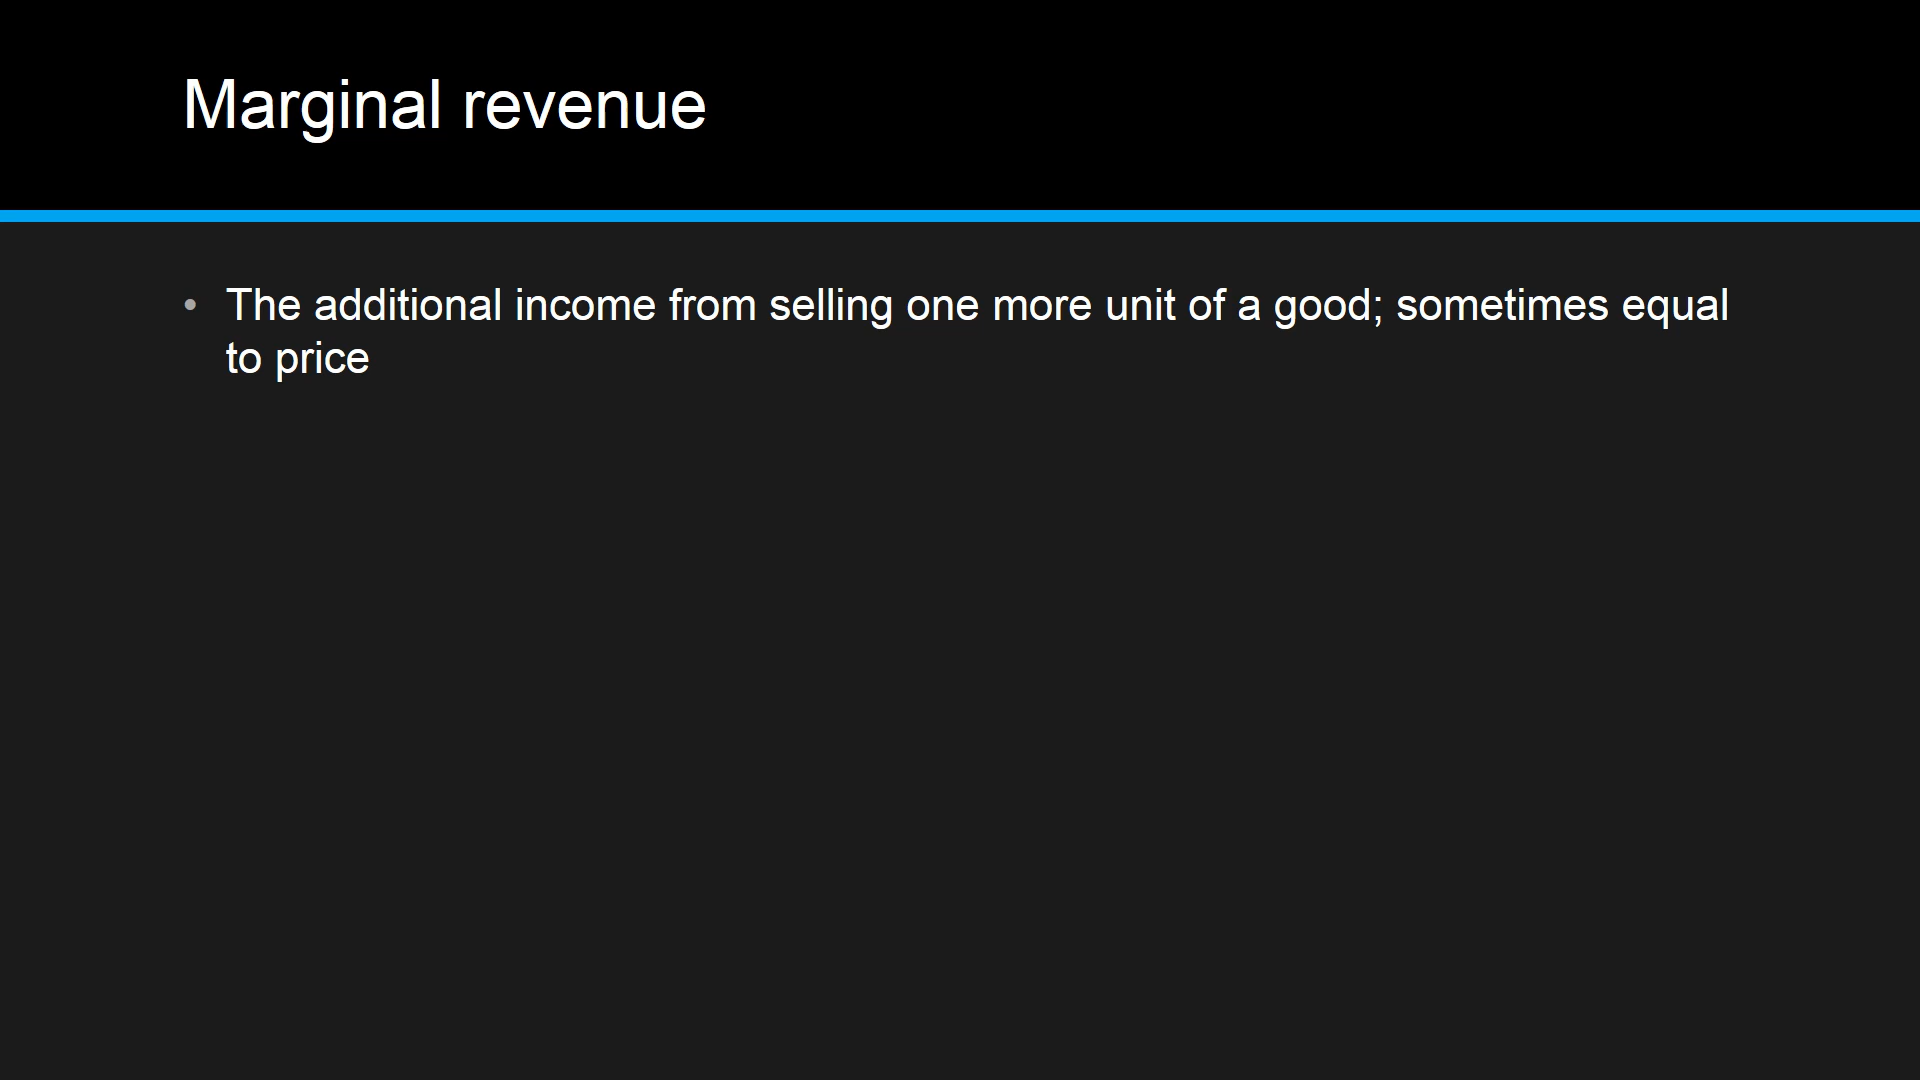 Marginal revenue
• The additional income from selling one more unit of a good; sometimes equal
to price